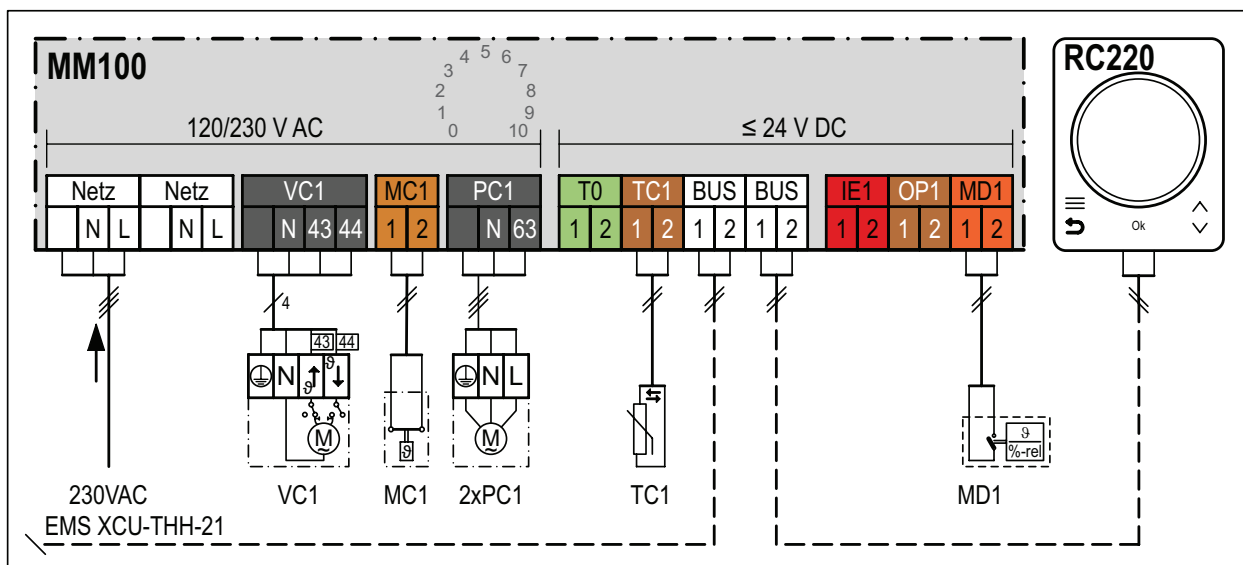 MM100
RC220
0 1 2 3 4 5 6 7 8 9 10
120/230 V AC
≤ 24 V DC
Netz Netz VC1 MC1 PC1 T0 TC1 BUS BUS IE1 OP1 MD1
N L N L N 43 44 1 2 N 63 1 2 1 2 1 2 1 2 1 2 1 2 1 2
Ok
4
43 44
N ϑ ϑ
N L
M
~
ϑ
M
~
ϑ
%-rel
230VAC VC1 MC1 2xPC1 TC1 MD1
EMS XCU-THH-21